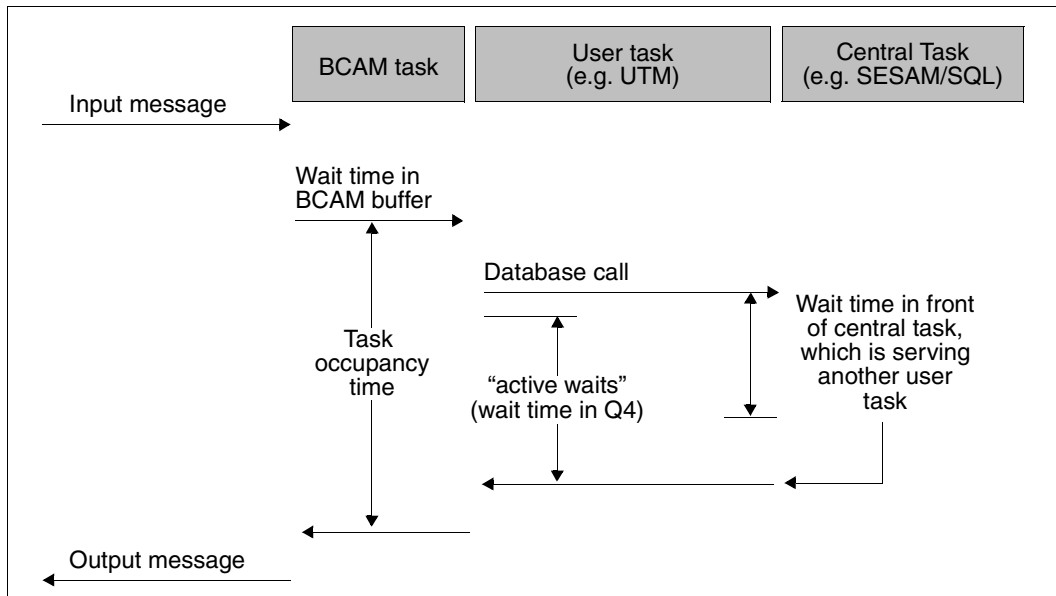 BCAM task
User task
(e.g. UTM)
Central Task
(e.g. SESAM/SQL)
Input message
Wait time in
BCAM buffer
Database call
Wait time in front
of central task,
which is serving
another user
task
Task
occupancy
time
“active waits”
(wait time in Q4)
Output message